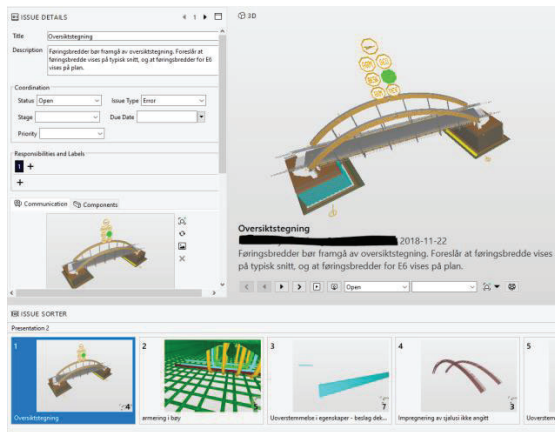 ISSUE DETAILS
1
3D
Title
Oversiktstegning
Description
Føringsbredder bør framgå av oversiktstegning. Foreslår at
føringsbredde vises på typisk snitt, og at føringsbredder for E6
vises på plan.
Coordination
Status
Open
Issue Type
Error
Stage
Due Date
Priority
Responsibilities and Labels
1 +
+
Communication
Components
Oversiktstegning
2018-11-22
Føringsbredder bør framgå av oversiktstegning. Foreslår at føringsbredde vises
på typisk snitt, og at føringsbredder for E6 vises på plan.
Open
ISSUE SORTER
Presentation 2
1
4
Oversiktstegning
2
armering i bøy
3
7
Uoverstemmelse i egenskaper - beslag dek...
4
3
Impregnering av sjalusi ikke angitt
5